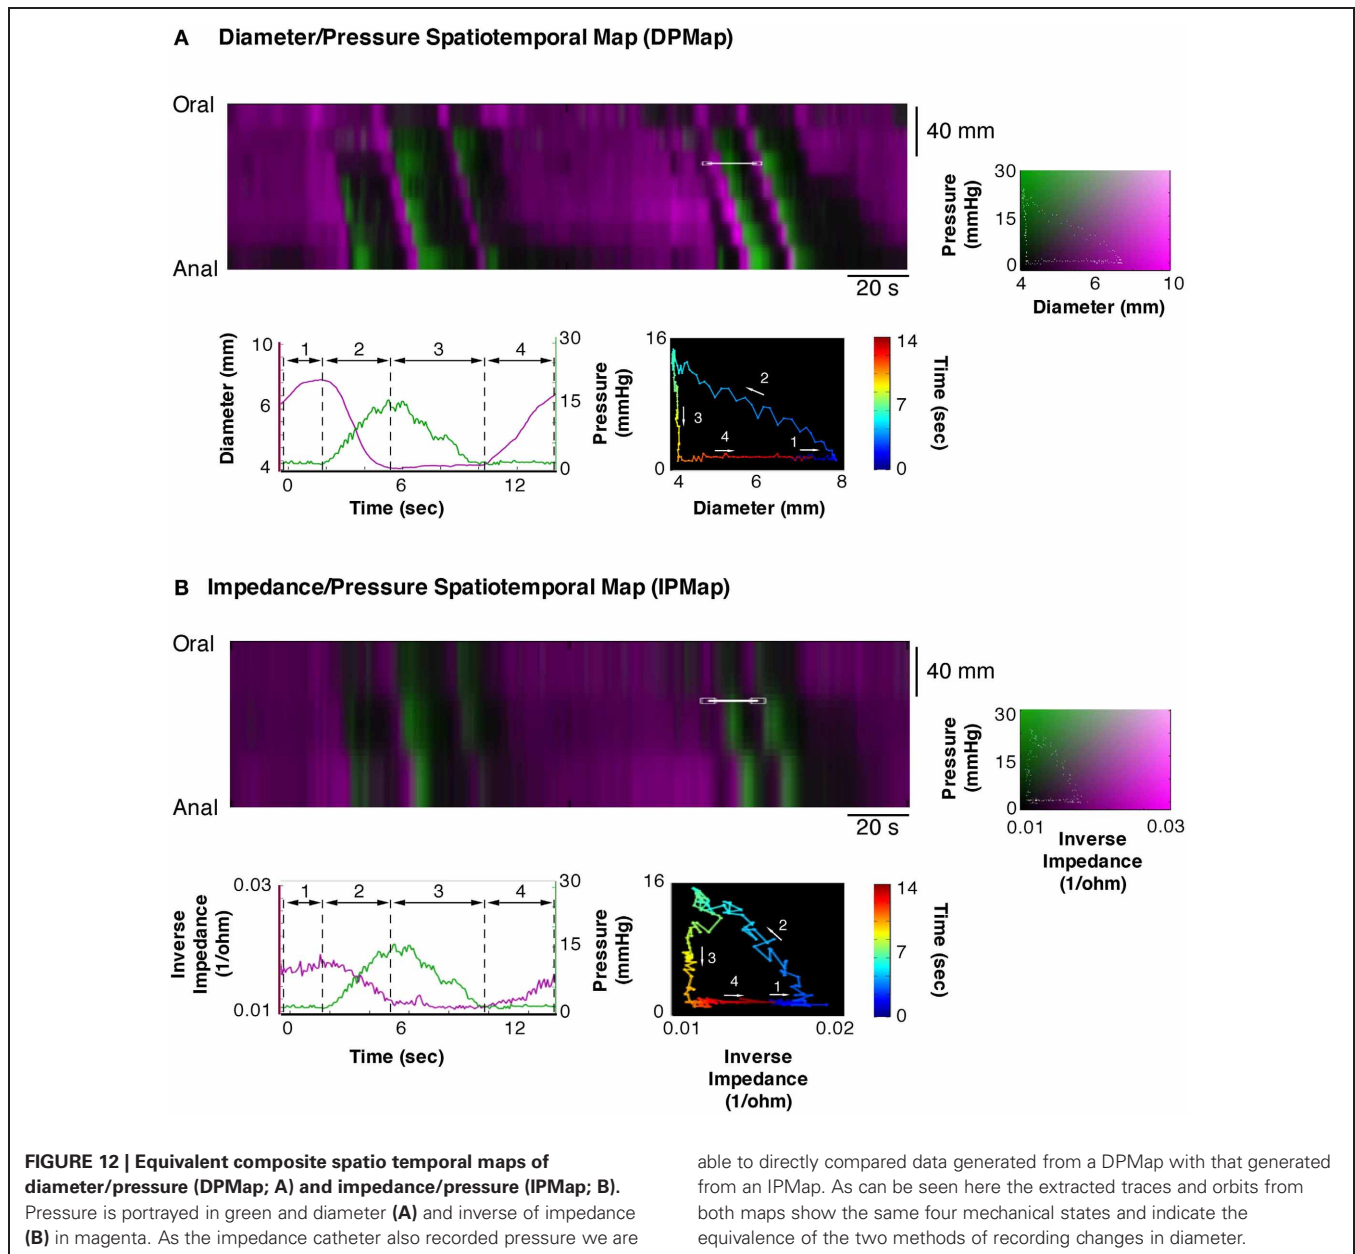 A Diameter/Pressure Spatiotemporal Map (DPMap)
Oral
Anal
40 mm
20 s
Pressure
(mmHg)
30
15
0
4 6 10
Diameter (mm)
Diameter (mm)
10
6
4
1 2 3 4
30
15
0
Pressure
(mmHg)
0 6 12
Time (sec)
16
0
2
3
4 1
4 6 8
Diameter (mm)
14
7
0
Time (sec)
B Impedance/Pressure Spatiotemporal Map (IPMap)
Oral
Anal
40 mm
20 s
Pressure
(mmHg)
30
15
0
0.01 0.03
Inverse
Impedance
(1/ohm)
Inverse
Impedance
(1/ohm)
0.03
0.01
1 2 3 4
30
15
0
Pressure
(mmHg)
0 6 12
Time (sec)
16
0
2
3
4 1
0.01 0.02
Inverse
Impedance
(1/ohm)
14
7
0
Time (sec)
FIGURE 12 | Equivalent composite spatio temporal maps of
diameter/pressure (DPMap; A) and impedance/pressure (IPMap; B).
Pressure is portrayed in green and diameter (A) and inverse of impedance
(B) in magenta. As the impedance catheter also recorded pressure we are
able to directly compared data generated from a DPMap with that generated
from an IPMap. As can be seen here the extracted traces and orbits from
both maps show the same four mechanical states and indicate the
equivalence of the two methods of recording changes in diameter.